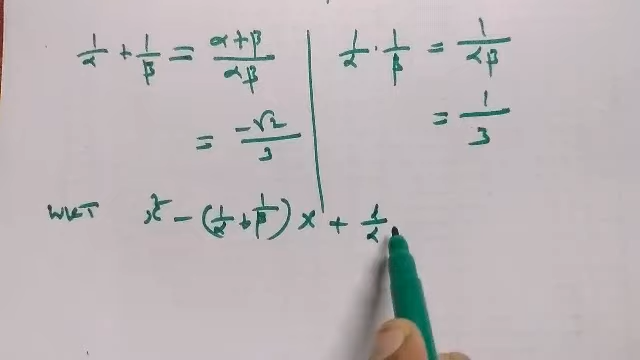 1/α + 1/β = α+β/αβ
= -√2/3
1/α · 1/β = 1/αβ
= 1/3
WKT x² - (1/α + 1/β) x + 1/α